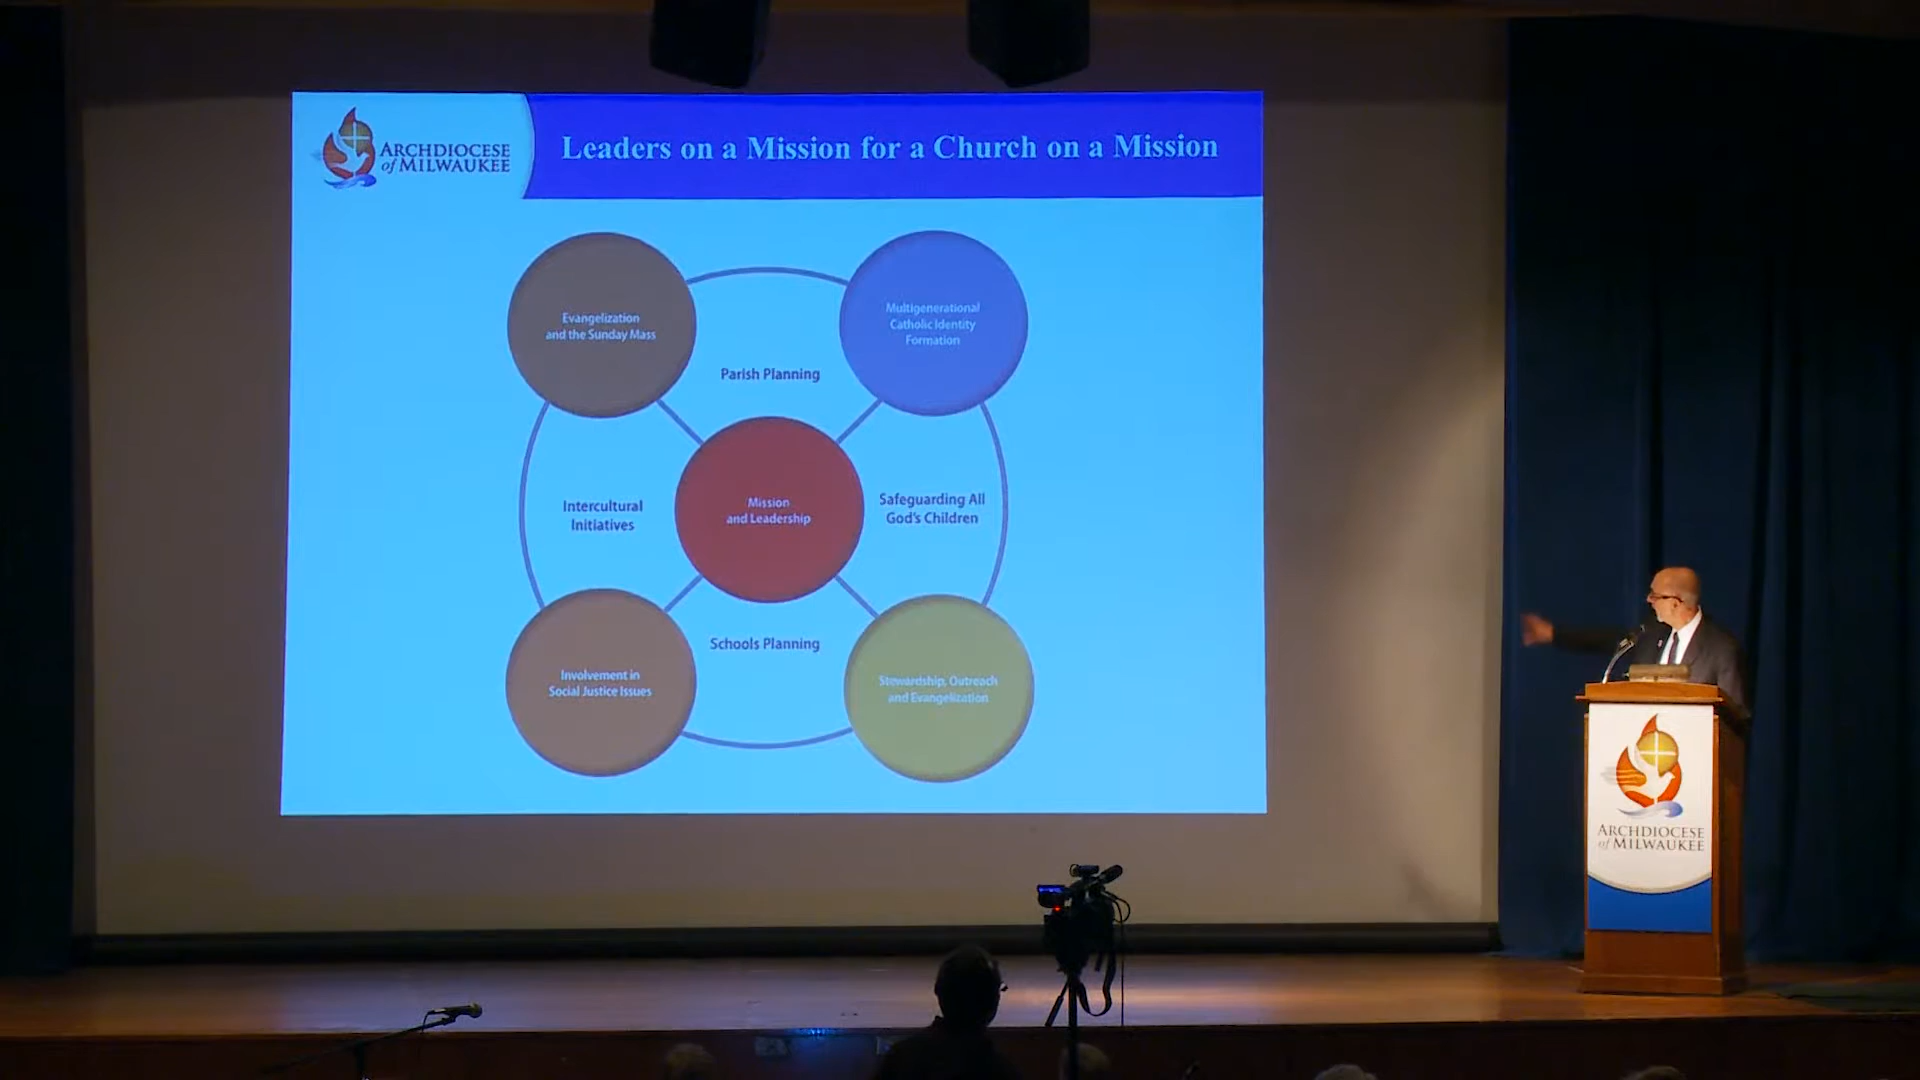 ARCHDIOCESE
of MILWAUKEE
Leaders on a Mission for a Church on a Mission
Evangelization
and the Sunday Mass
Multigenerational
Catholic Identity
Formation
Parish Planning
Intercultural
Initiatives
Mission
and Leadership
Safeguarding All
God's Children
Schools Planning
Involvement in
Social Justice Issues
Stewardship, Outreach
and Evangelization
ARCHDIOCESE
of MILWAUKEE